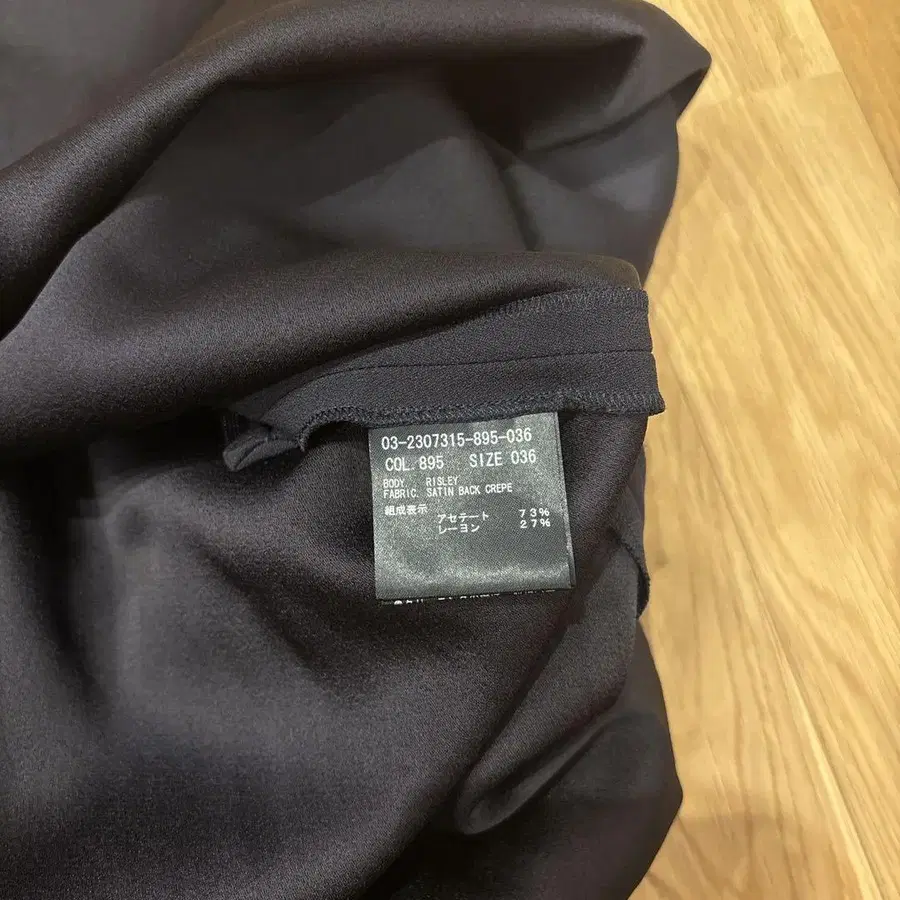 03-2307315-895-036
COL. 895 SIZE 036
BODY RISLEY
FABRIC. SATIN BACK CREPE
組成表示
アセテート 73%
レーヨン 27%